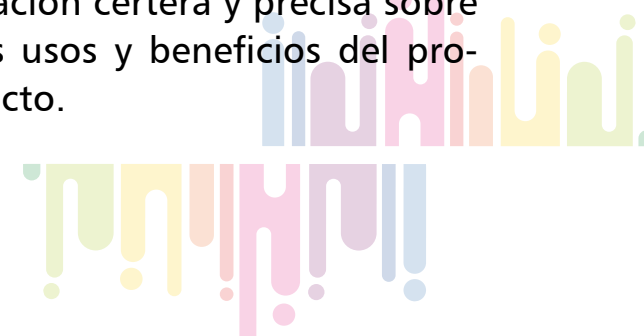 ación certera y precisa sobre
s usos y beneficios del pro-
cto.